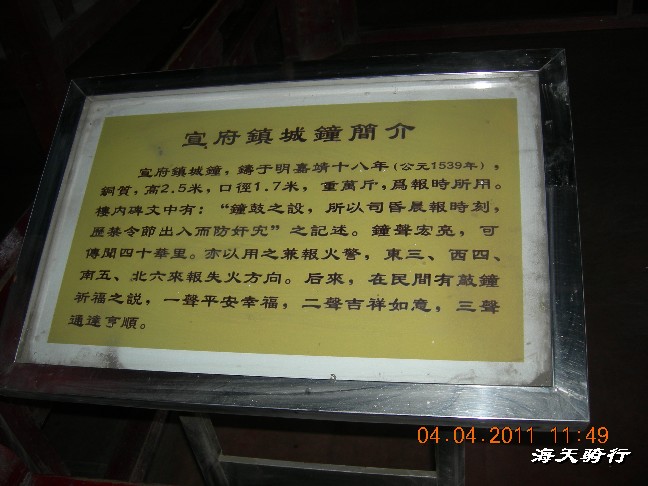 宣府鎮城鐘簡介
宣府鎮城鐘，鑄于明嘉靖十八年(公元1539年)，
銅質，高2.5米，口徑1.7米，重萬斤，爲報時所用。
樓内碑文中有：“鐘鼓之設，所以司昏晨報時刻，
歷禁令節出入而防奸宄”之記述。鐘聲宏亮，可
傳聞四十華里。亦以用之兼報火警，東三、西四、
南五、北六來報失火方向。后來，在民間有敲鐘
祈福之説，一聲平安幸福，二聲吉祥如意，三聲
通達亨順。
04.04.2011 11:49
海天骑行